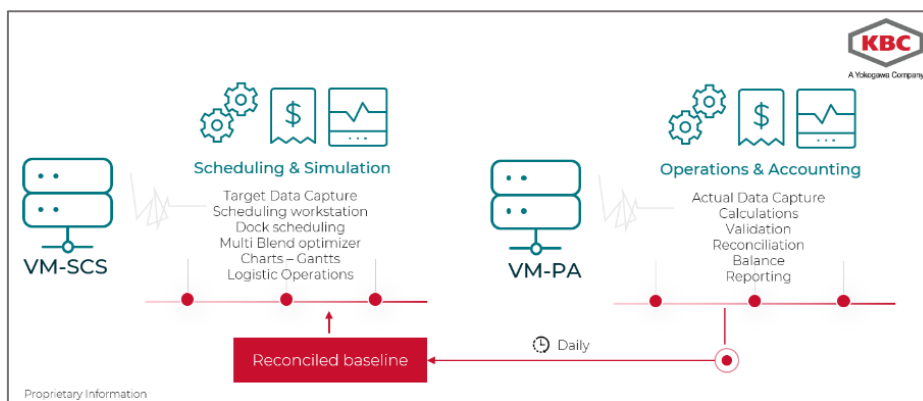 KBC
A Yokogawa Company
Scheduling & Simulation
Target Data Capture
Scheduling workstation
Dock scheduling
Multi Blend optimizer
Charts – Gantts
Logistic Operations
VM-SCS
$
Operations & Accounting
Actual Data Capture
Calculations
Validation
Reconciliation
Balance
Reporting
VM-PA
$
Reconciled baseline
Daily
Proprietary Information